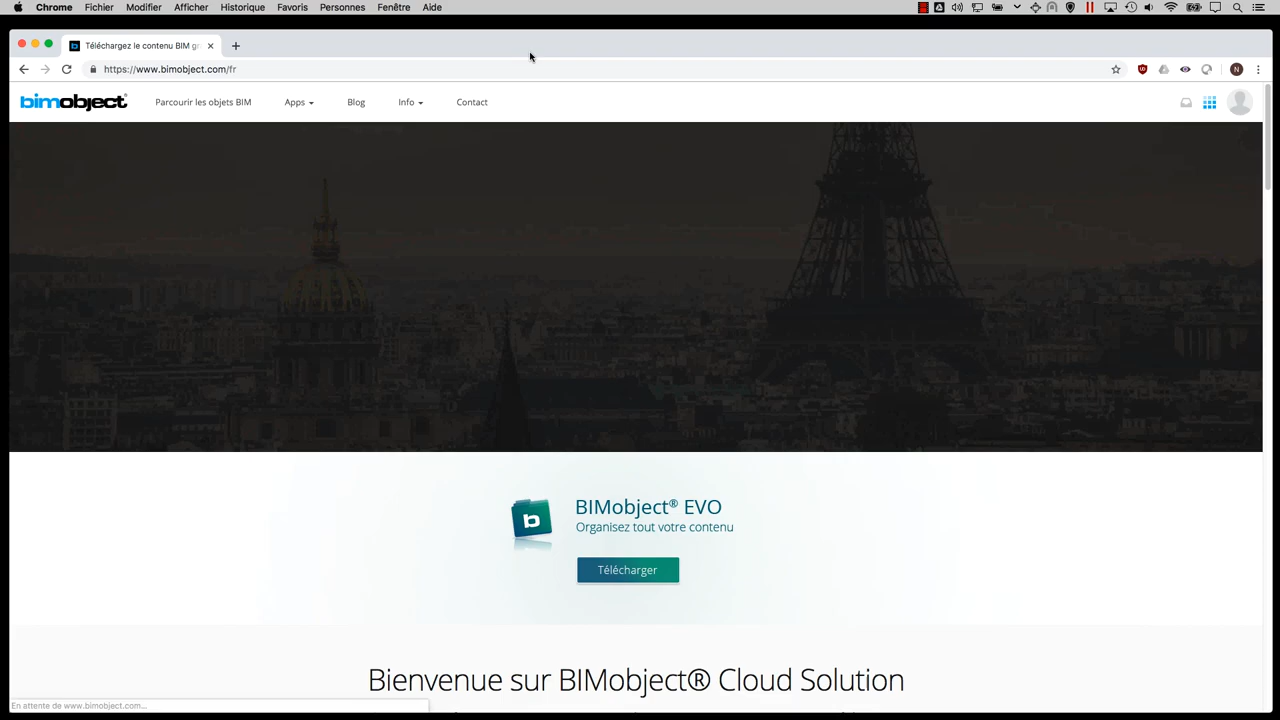 Chrome Fichier Modifier Afficher Historique Favoris Personnes Fenêtre Aide
Téléchargez le contenu BIM gr
https://www.bimobject.com/fr
N
bimobject Parcourir les objets BIM Apps Blog Info Contact
BIMobject® EVO
b
Organisez tout votre contenu
Télécharger
Bienvenue sur BIMobject® Cloud Solution
En attente de www.bimobject.com...